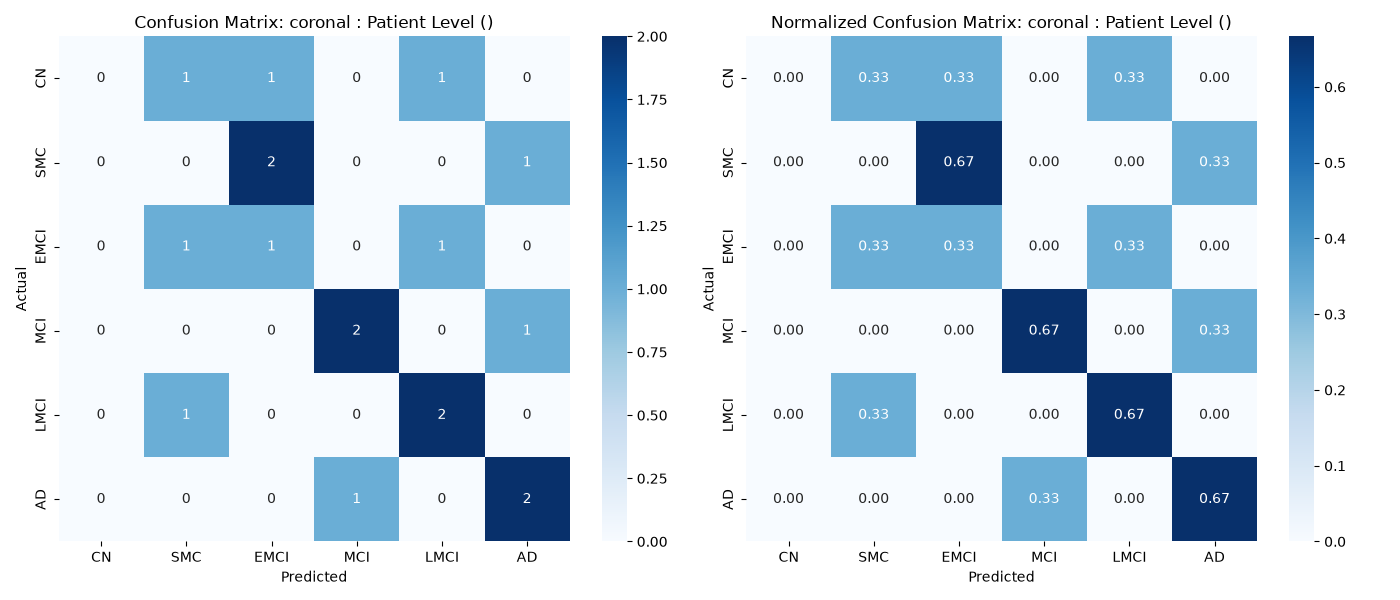 Confusion Matrix: coronal : Patient Level ()
Actual
CN 0 1 1 0 1 0
SMC 0 0 2 0 0 1
EMCI 0 1 1 0 1 0
MCI 0 0 0 2 0 1
LMCI 0 1 0 0 2 0
AD 0 0 0 1 0 2
CN SMC EMCI MCI LMCI AD
Predicted
2.00
1.75
1.50
1.25
1.00
0.75
0.50
0.25
0.00
Normalized Confusion Matrix: coronal : Patient Level ()
Actual
CN 0.00 0.33 0.33 0.00 0.33 0.00
SMC 0.00 0.00 0.67 0.00 0.00 0.33
EMCI 0.00 0.33 0.33 0.00 0.33 0.00
MCI 0.00 0.00 0.00 0.67 0.00 0.33
LMCI 0.00 0.33 0.00 0.00 0.67 0.00
AD 0.00 0.00 0.00 0.33 0.00 0.67
CN SMC EMCI MCI LMCI AD
Predicted
0.6
0.5
0.4
0.3
0.2
0.1
0.0